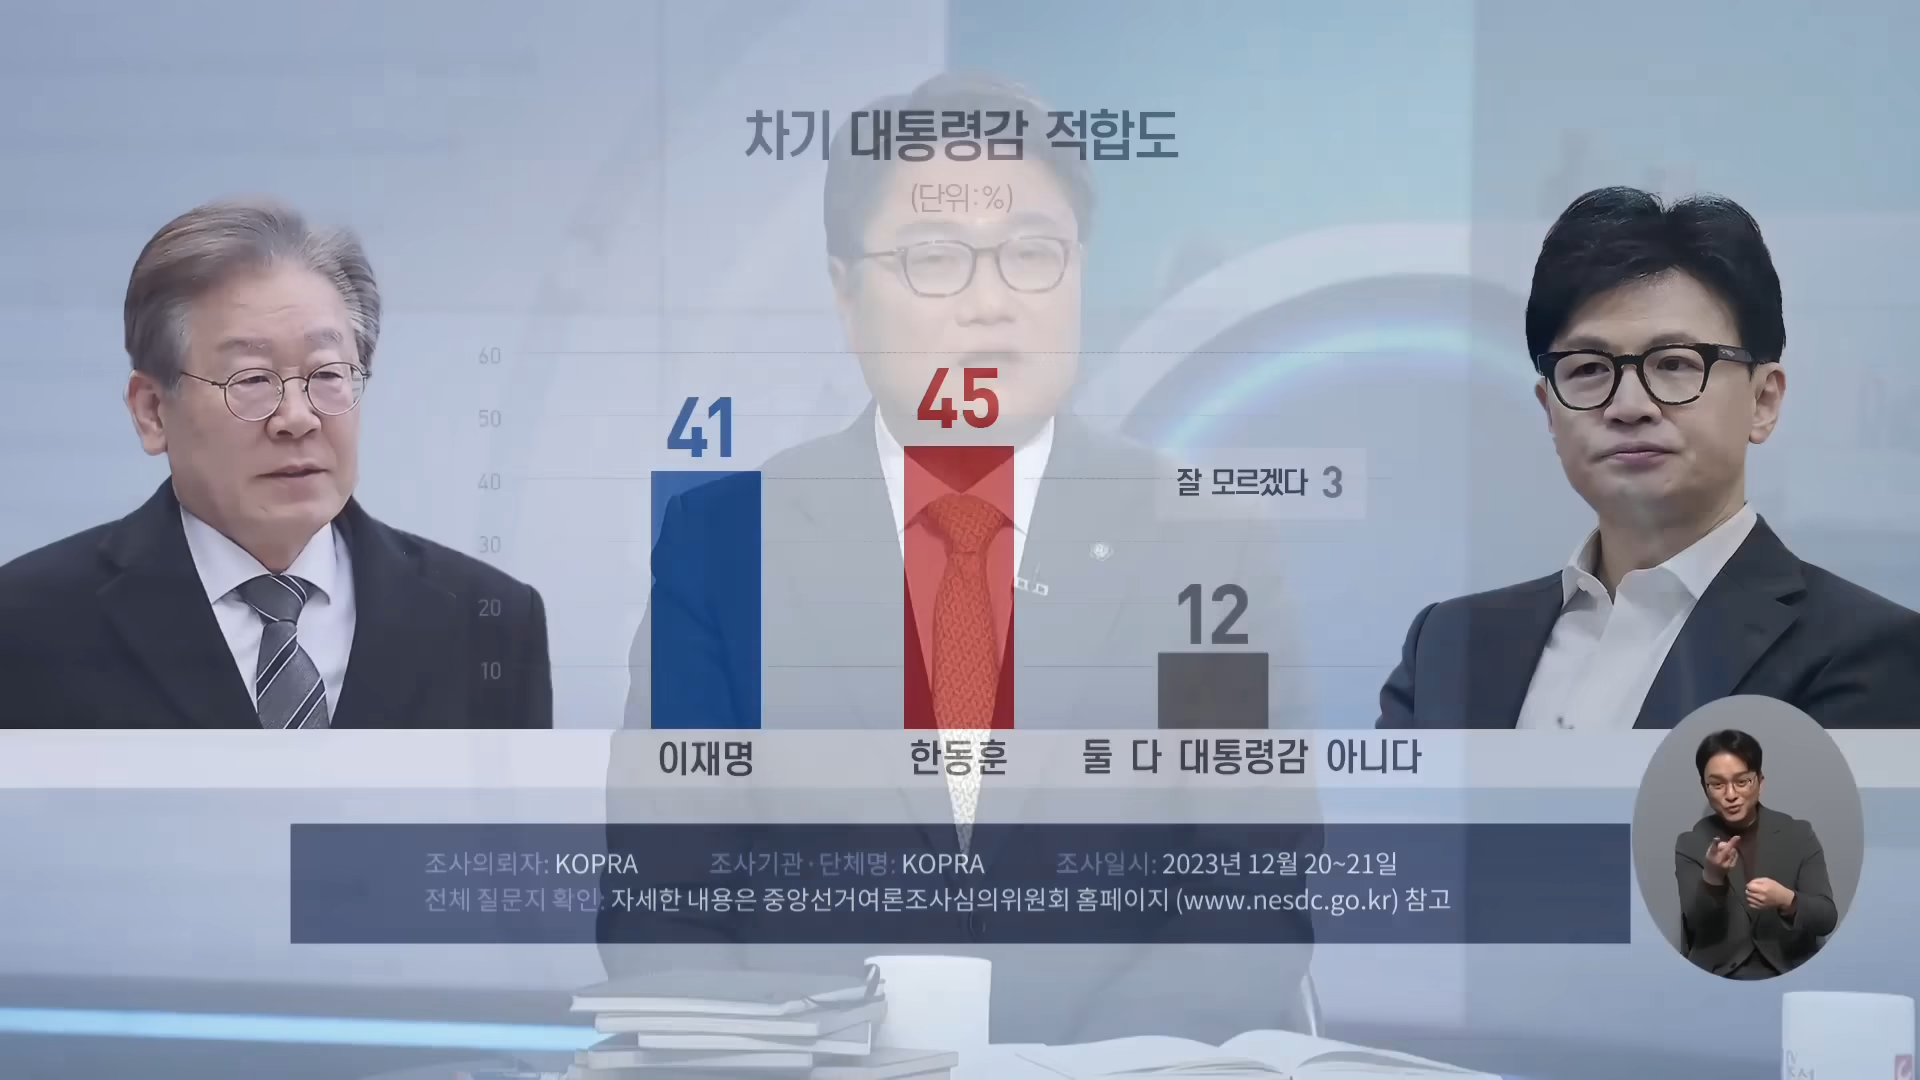 차기 대통령감 적합도
(단위:%)
60
50
40
30
20
10
41
45
12
잘 모르겠다 3
이재명
한동훈
둘 다 대통령감 아니다
조사의뢰자: KOPRA 조사기관·단체명: KOPRA 조사일시: 2023년 12월 20~21일
전체 질문지 확인: 자세한 내용은 중앙선거여론조사심의위원회 홈페이지 (www.nesdc.go.kr) 참고